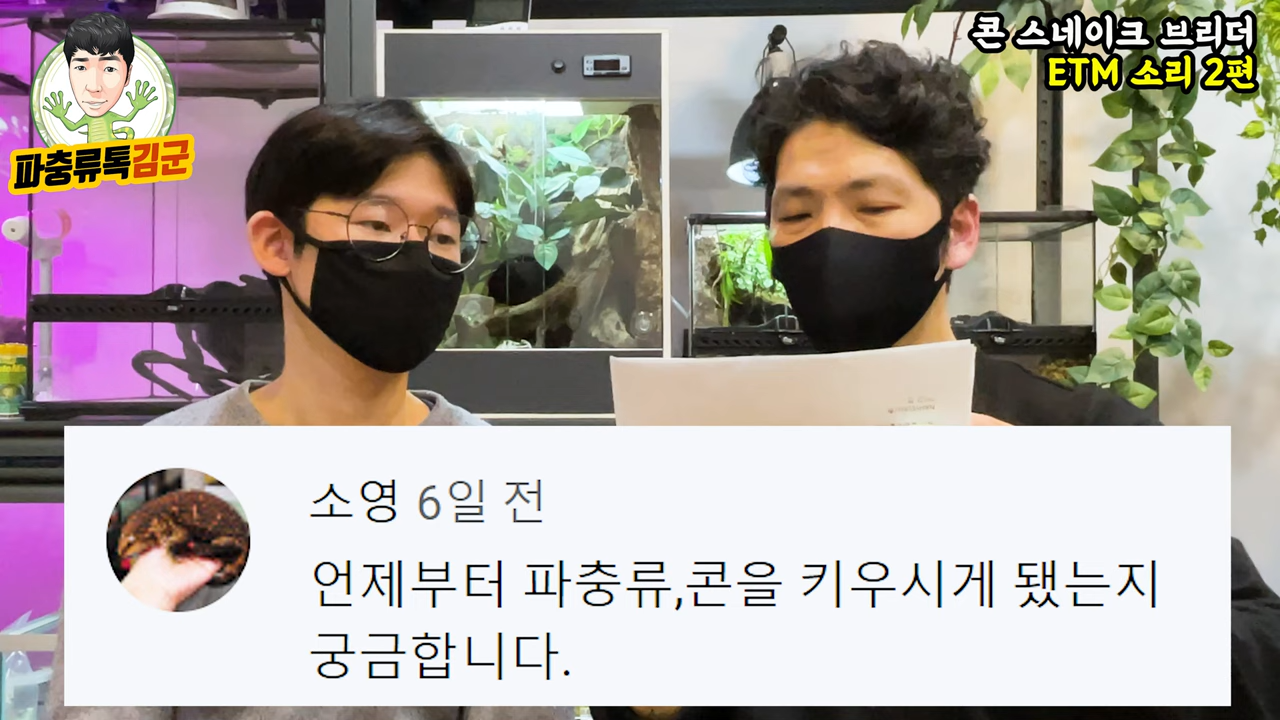 파충류톡김군
콘 스네이크 브리더
ETM 소리 2편
소영 6일 전
언제부터 파충류,콘을 키우시게 됐는지
궁금합니다.